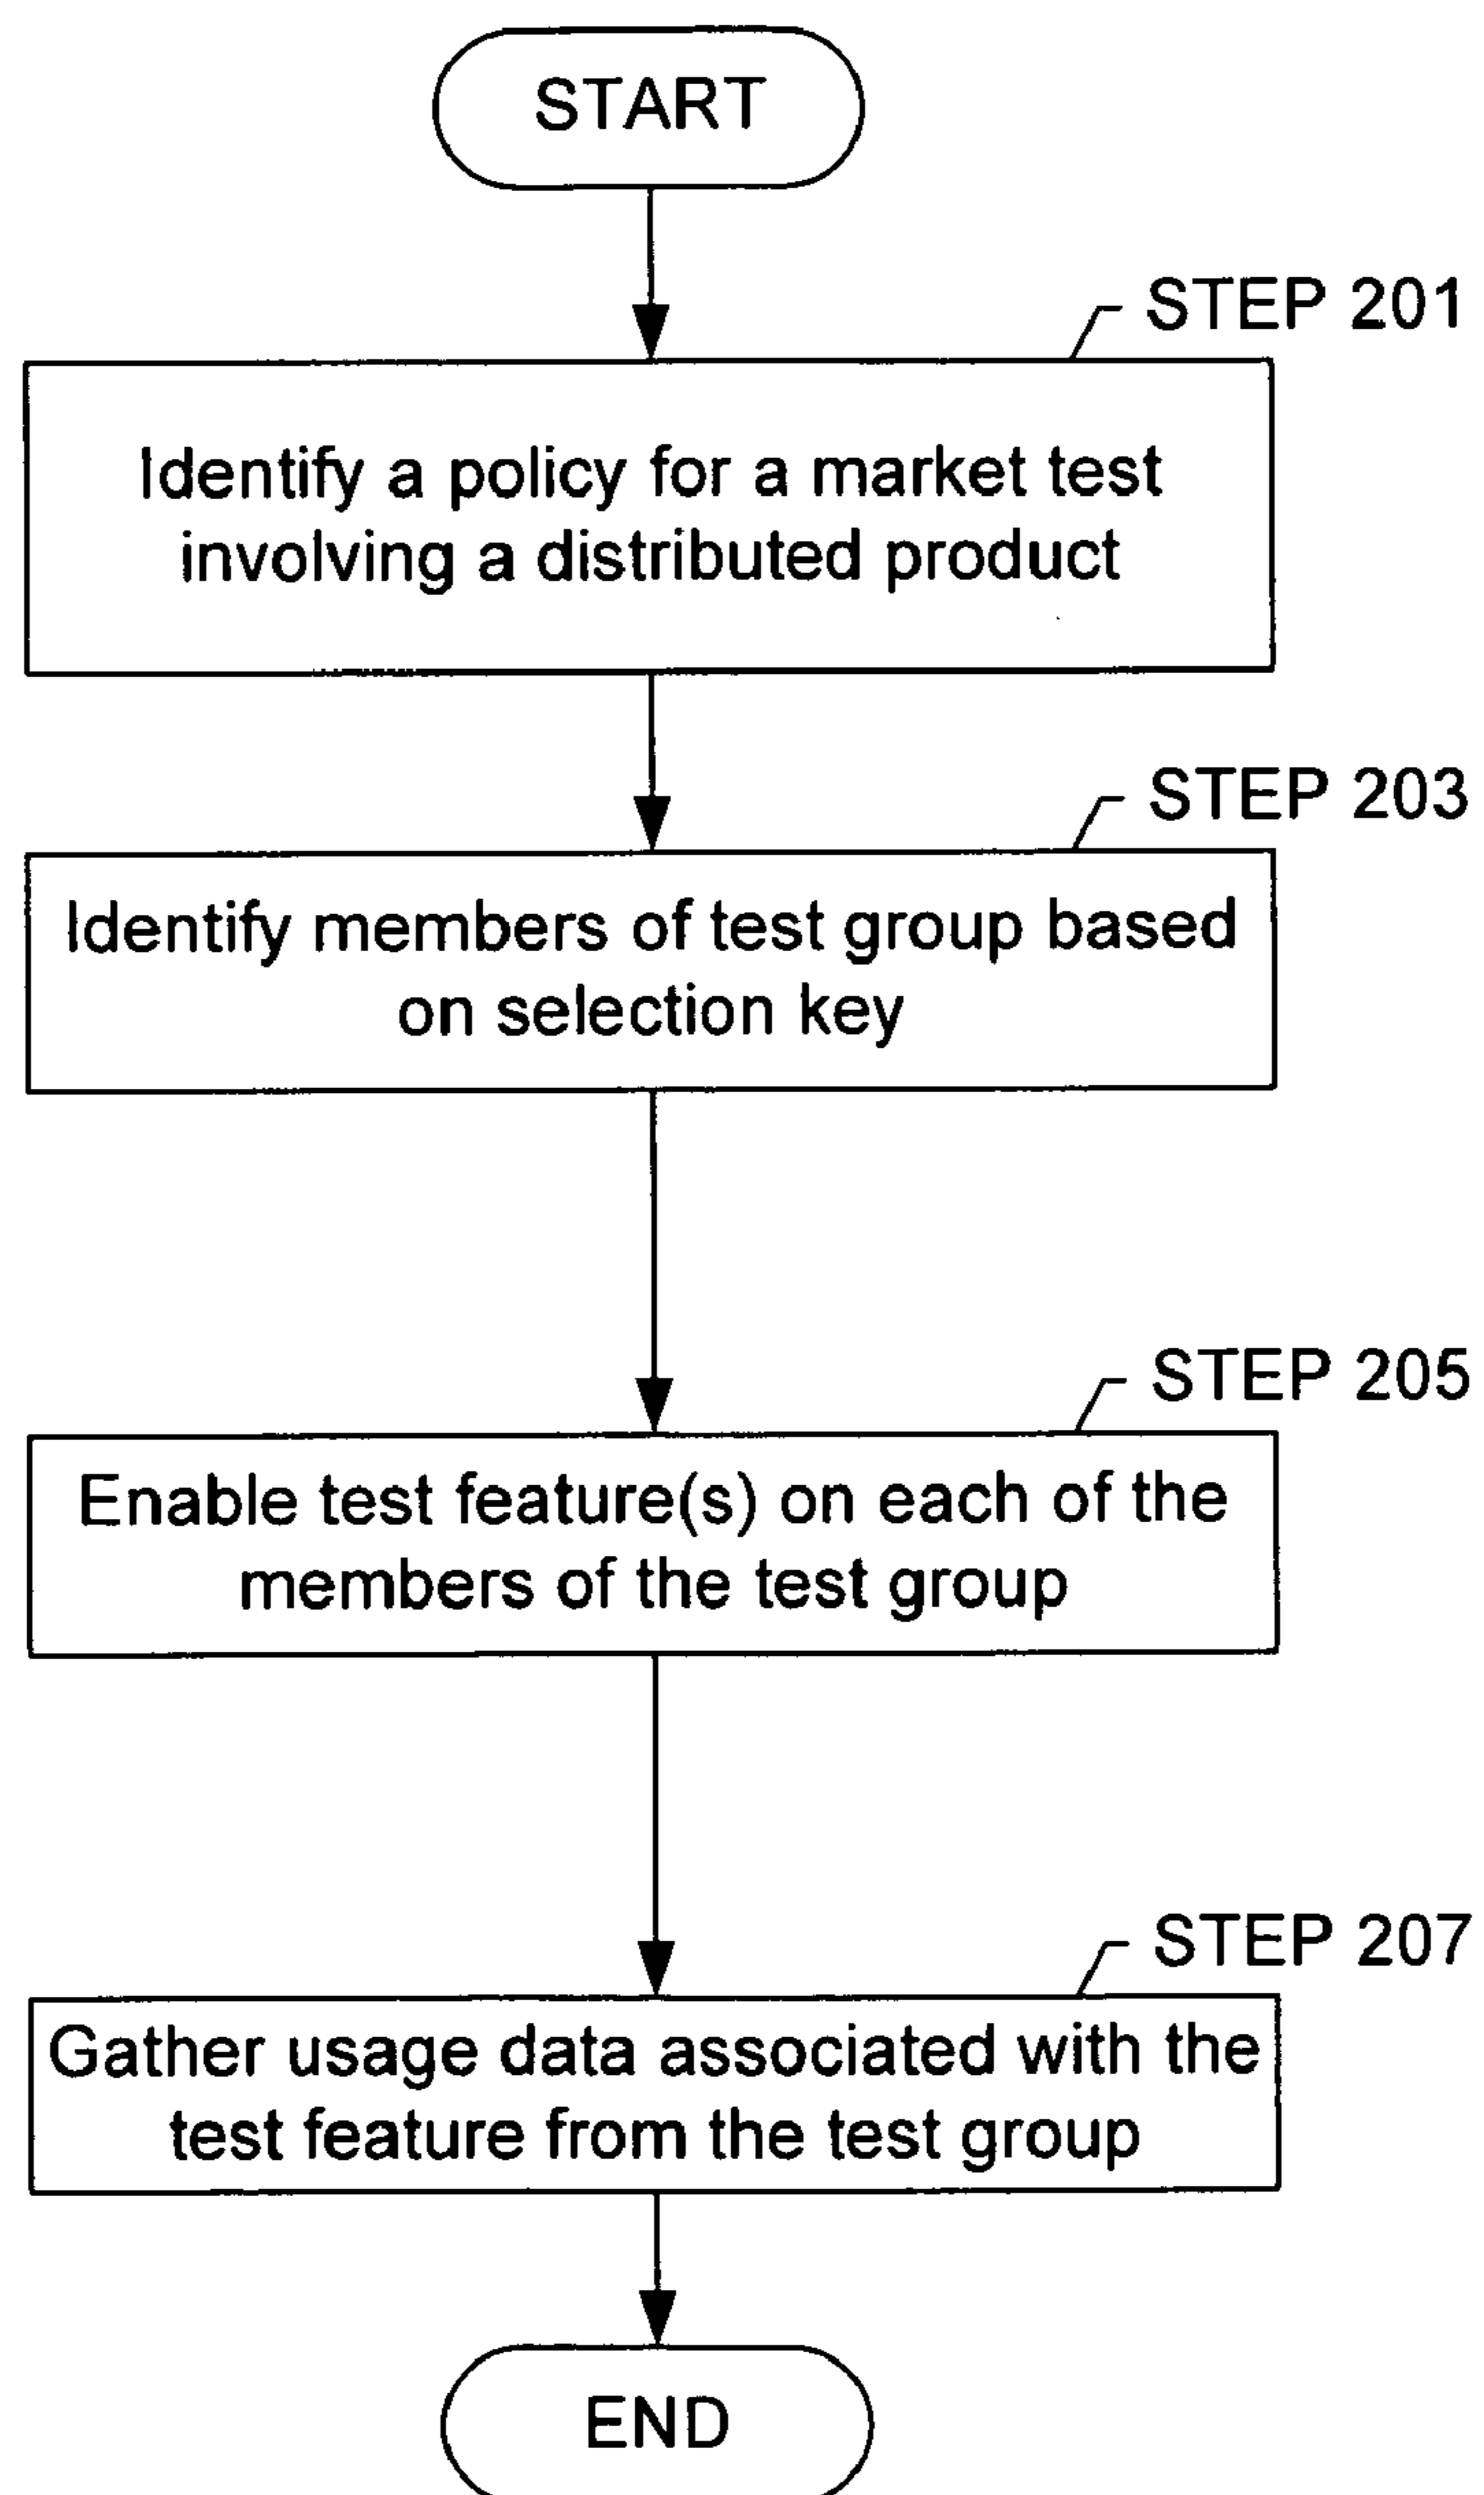 START
STEP 201
Identify a policy for a market test
involving a distributed product
STEP 203
Identify members of test group based
on selection key
STEP 205
Enable test feature(s) on each of the
members of the test group
STEP 207
Gather usage data associated with the
test feature from the test group
END